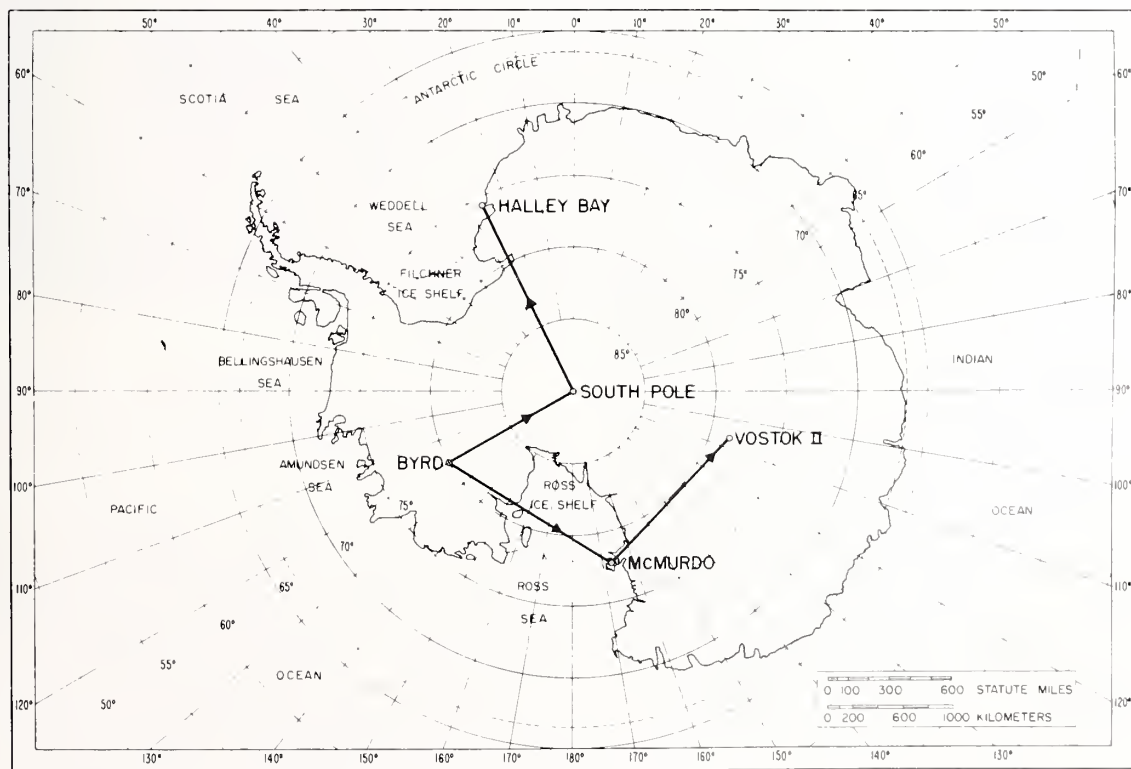 50° 40° 30° 20° 10° 0° 10° 20° 30° 40° 50°
60° 50° 60°
SCOTIA SEA
ANTARCTIC CIRCLE
55°
60°
70° 65° 70°
WEDDELL
SEA
HALLEY BAY
70°
FILCHNER
ICE SHELF
75°
80° 80° 80°
85°
BELLINGSHAUSEN
SEA
INDIAN
90° SOUTH POLE 90°
BYRD
VOSTOK II
AMUNDSEN
SEA
ROSS
ICE SHELF
100° 100°
75°
PACIFIC
OCEAN
70°
MCMURDO
65°
ROSS
SEA
110° 110°
60°
55°
OCEAN
50°
0 100 300 600 STATUTE MILES
120° 120°
0 200 600 1000 KILOMETERS
130° 140° 150° 160° 170° 180° 170° 160° 150° 140° 130°